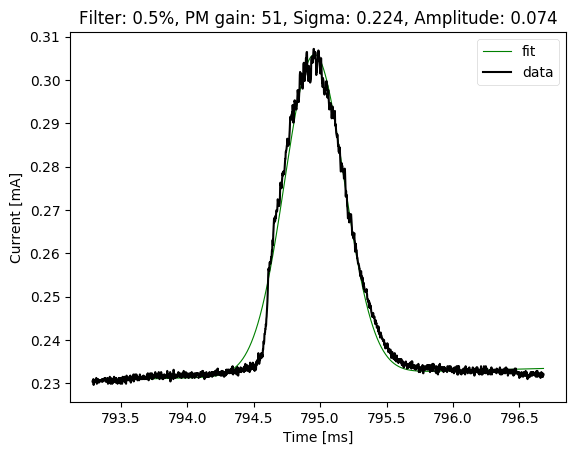 Filter: 0.5%, PM gain: 51, Sigma: 0.224, Amplitude: 0.074
fit
data
0.31
0.30
0.29
0.28
0.27
0.26
0.25
0.24
0.23
Current [mA]
793.5 794.0 794.5 795.0 795.5 796.0 796.5
Time [ms]